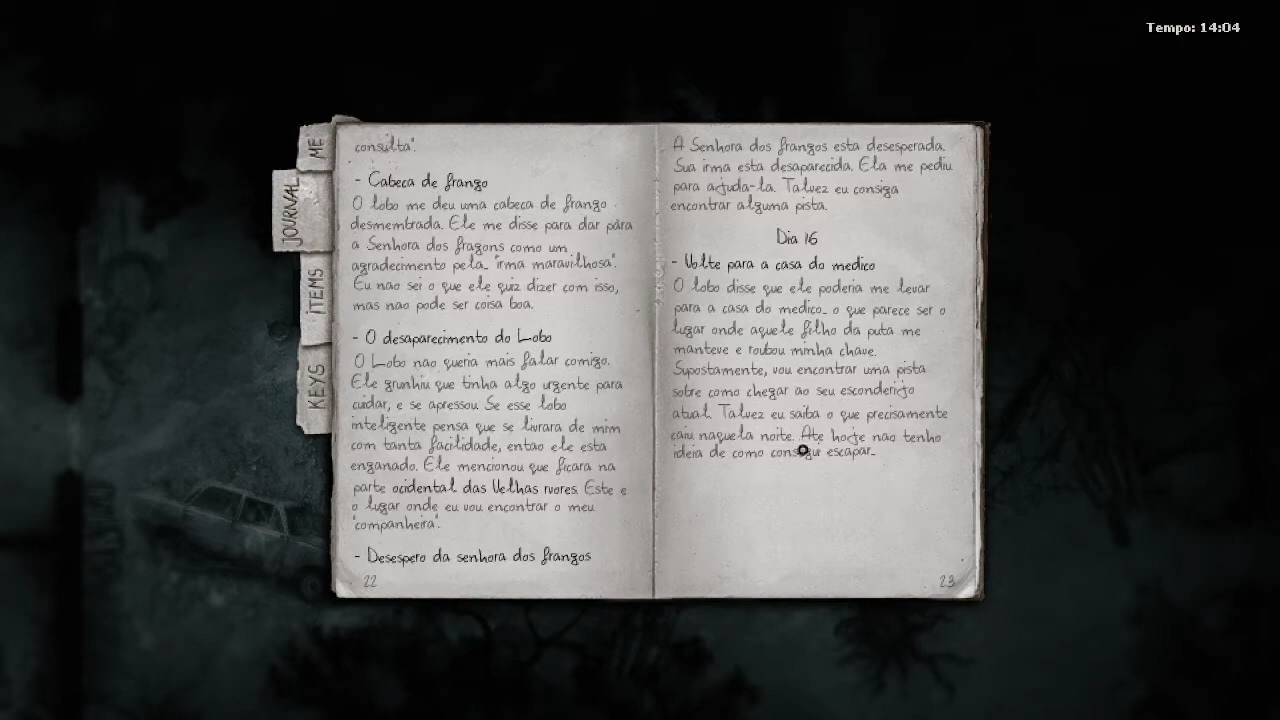 Tempo: 14:04
ME
JOURNAL
ITEMS
KEYS
consulta".
- Cabeca de frango
O lobo me deu uma cabeca de frango
desmembrada. Ele me disse para dar para
a Senhora dos fragons como um
agradecimento pela_ "irma maravilhosa".
Eu nao sei o que ele quiz dizer com isso,
mas nao pode ser coisa boa.
- O desaparecimento do Lobo
O Lobo nao queria mais falar comigo.
Ele grunhiu que tinha algo urgente para
cuidar, e se apressou Se esse lobo
inteligente pensa que se livrara de mim
com tanta facilidade, entao ele esta
enganado. Ele mencionou que ficara na
parte ocidental das Velhas rvores. Este e
o lugar onde eu vou encontrar o meu
"companheira".
- Desespero da senhora dos frangos
22
A Senhora dos frangos esta desesperada.
Sua irma esta desaparecida. Ela me pediu
para ajuda-la. Talvez eu consiga
encontrar alguma pista.
Dia 16
- Volte para a casa do medico
O lobo disse que ele poderia me levar
para a casa do medico_ o que parece ser o
lugar onde aquele filho da puta me
manteve e roubou minha chave.
Supostamente, vou encontrar uma pista
sobre como chegar ao seu esconderijo
atual. Talvez eu saiba o que precisamente
caiu naquela noite. Ate hoje nao tenho
ideia de como consegui escapar_
23